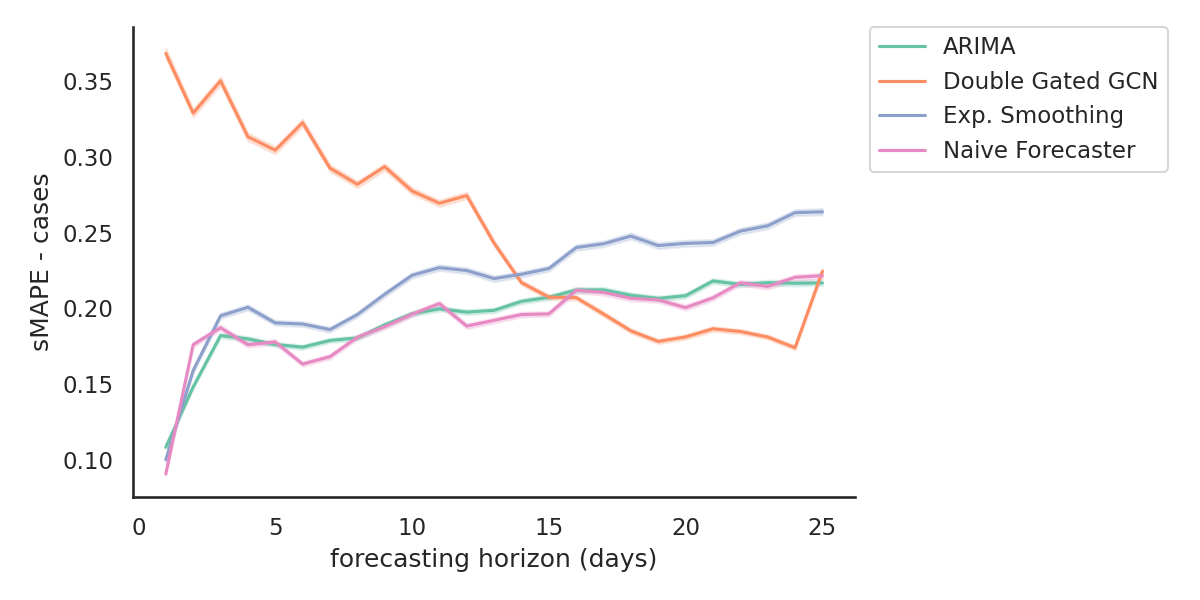 sMAPE - cases
0.35
0.30
0.25
0.20
0.15
0.10
0
5
10
15
20
25
forecasting horizon (days)
ARIMA
Double Gated GCN
Exp. Smoothing
Naive Forecaster